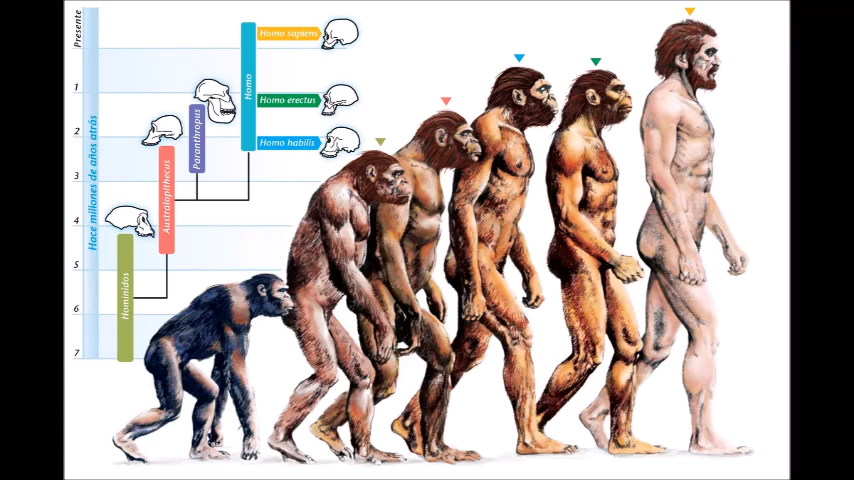 Presente
1
2
3
4
5
6
7
Hace millones de años atrás
Hominidos
Australopithecus
Paranthropus
Homo
Homo sapiens
Homo erectus
Homo habilis